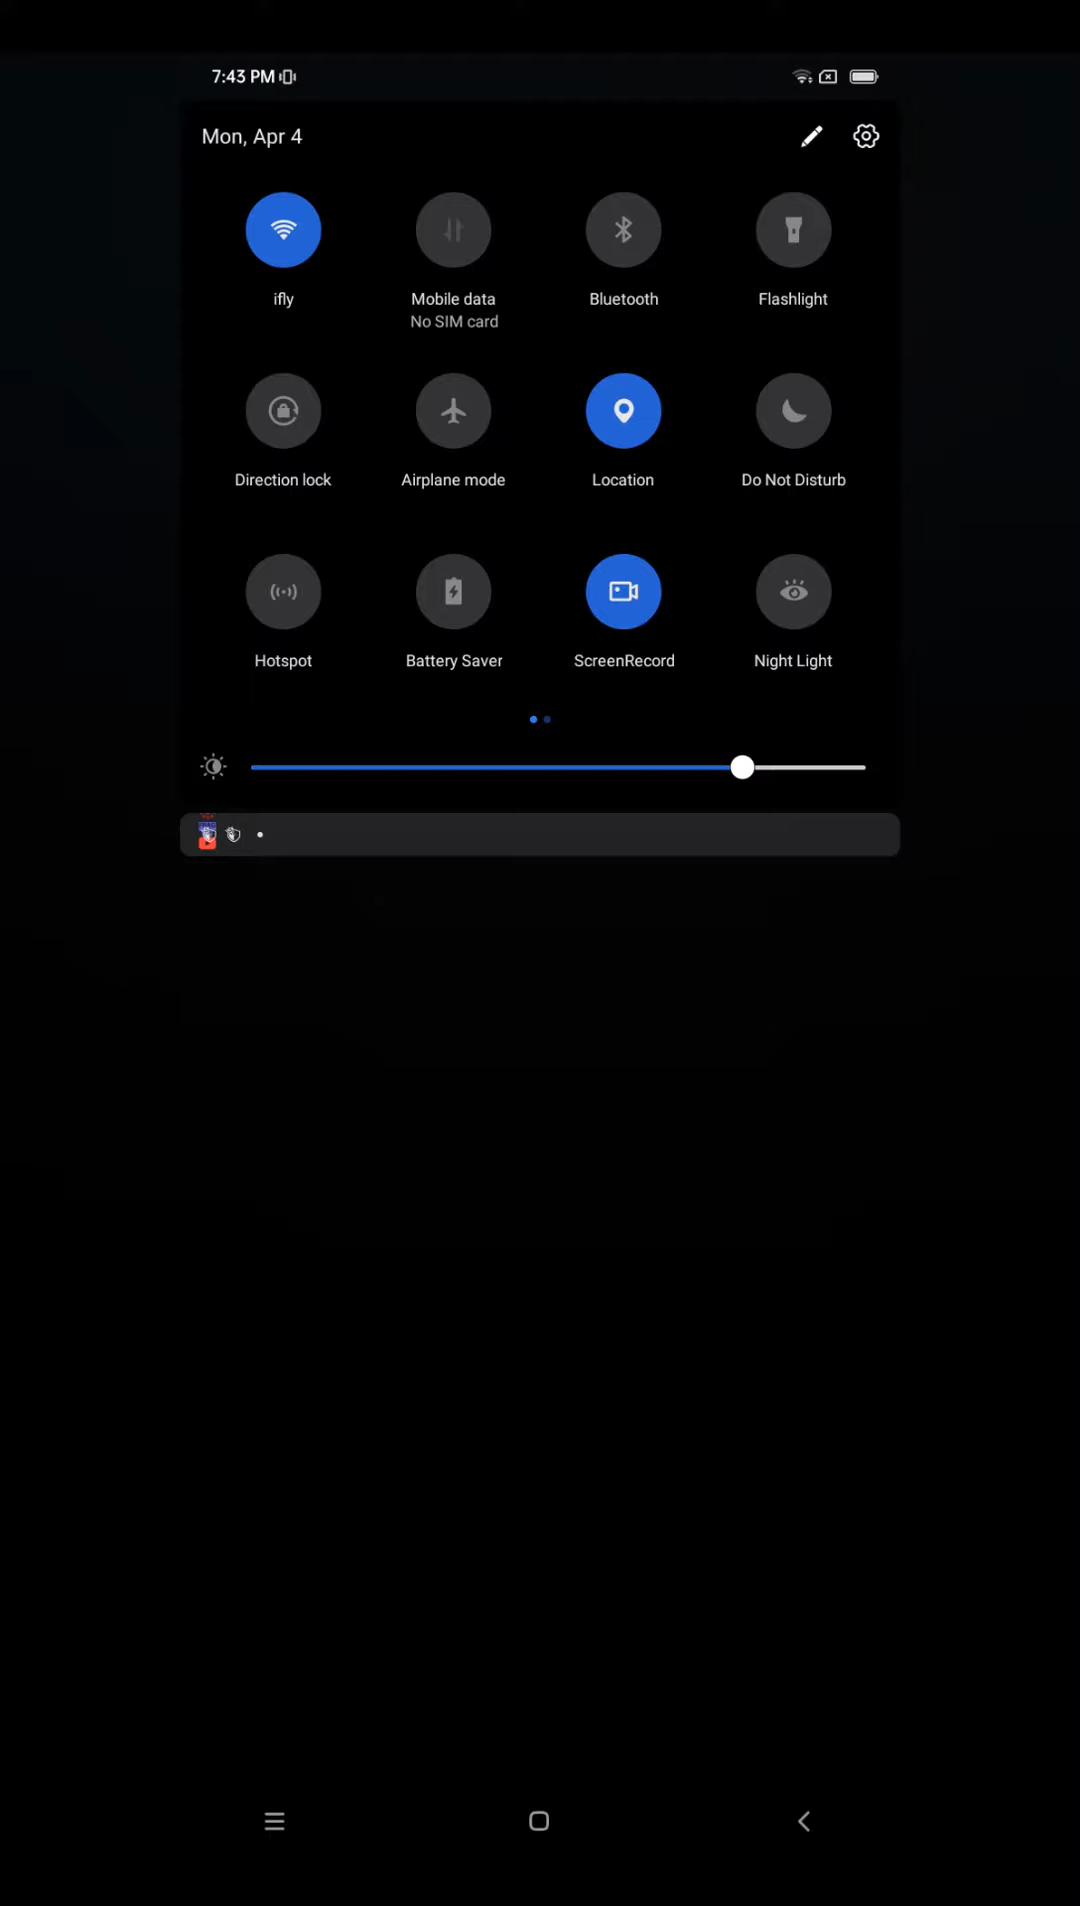 7:43 PM
Mon, Apr 4
ifly
Mobile data
No SIM card
Bluetooth
Flashlight
Direction lock
Airplane mode
Location
Do Not Disturb
Hotspot
Battery Saver
ScreenRecord
Night Light